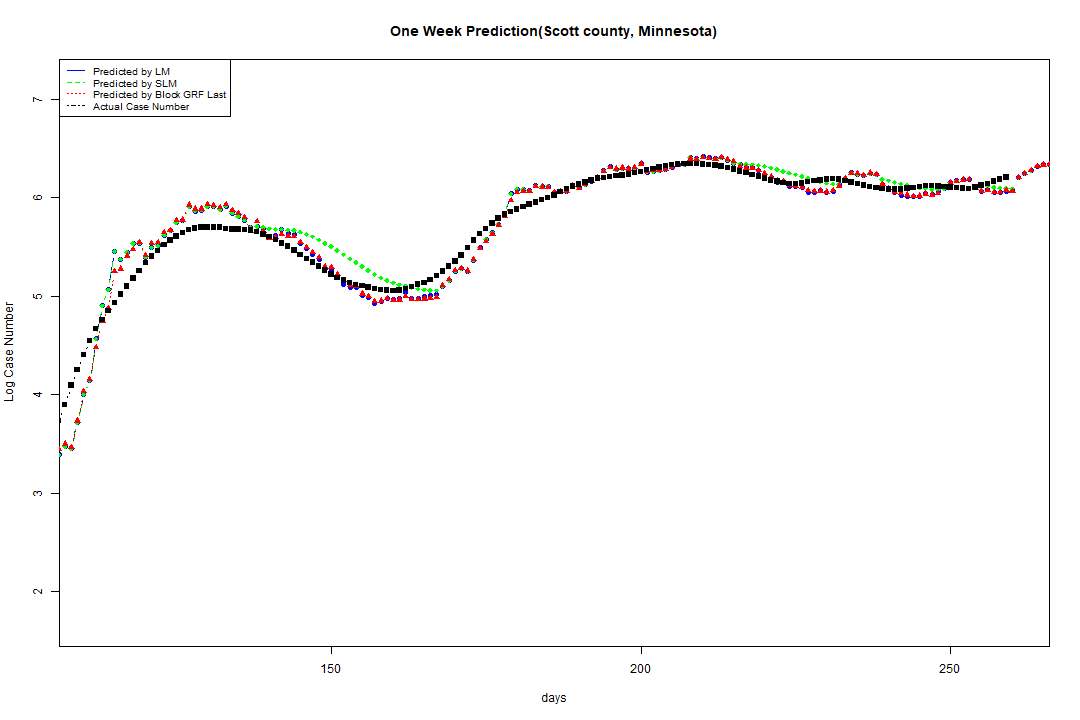 One Week Prediction(Scott county, Minnesota)
Predicted by LM
Predicted by SLM
Predicted by Block GRF Last
Actual Case Number
7
6
5
4
3
2
Log Case Number
150 200 250
days